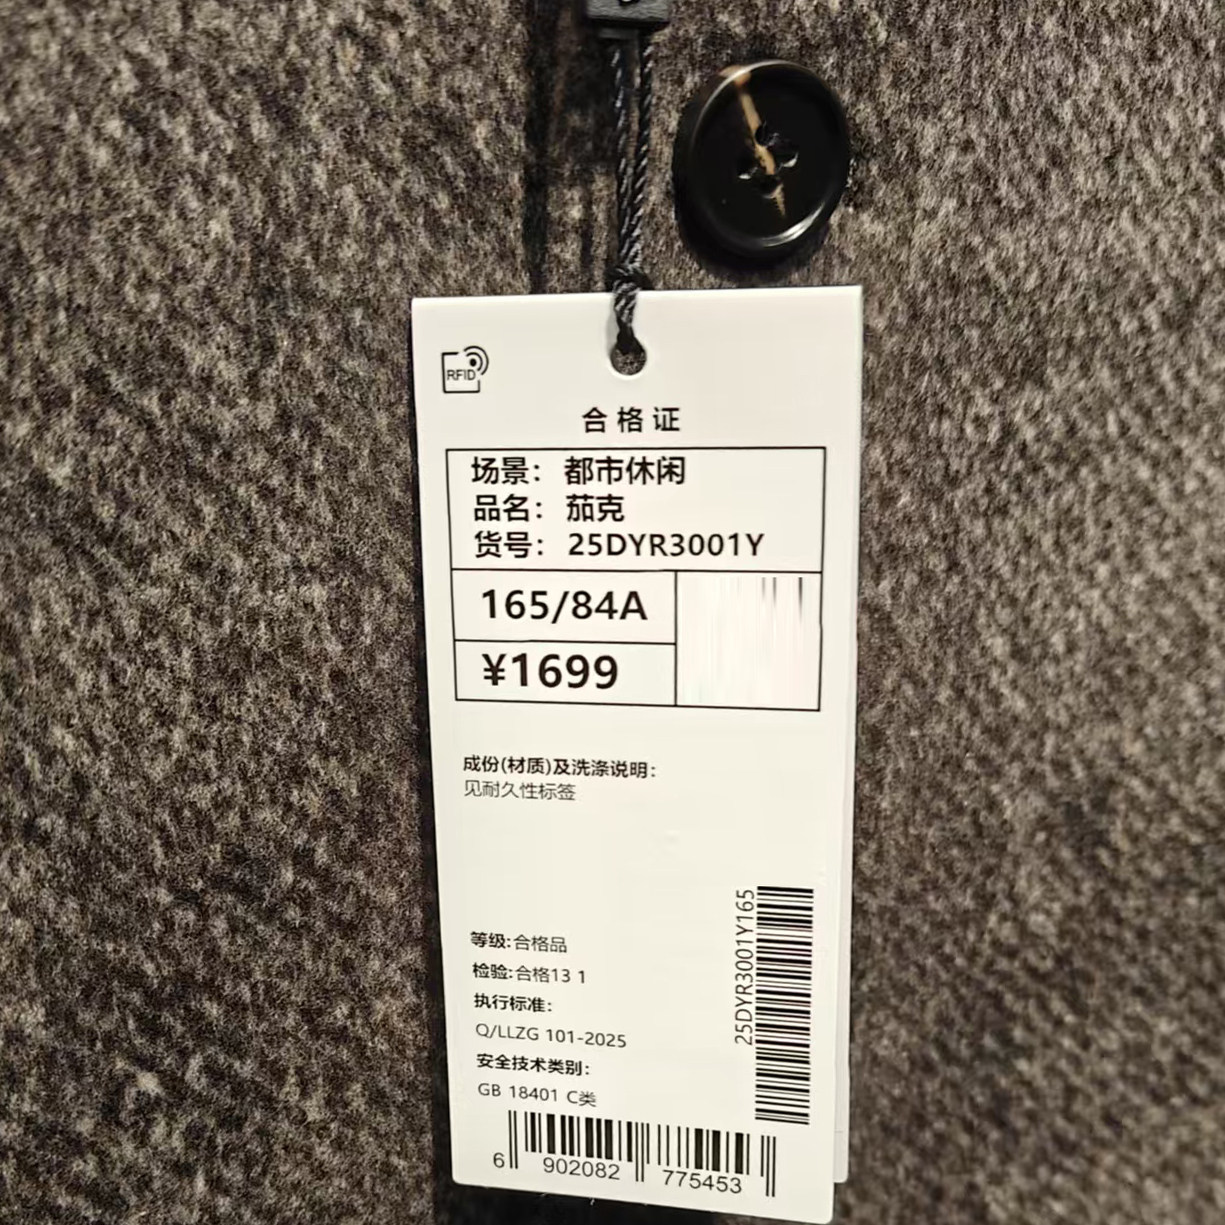 RFID
合格证
场景： 都市休闲
品名： 茄克
货号： 25DYR3001Y
165/84A
¥1699
成份(材质)及洗涤说明：
见耐久性标签
25DYR3001Y165
等级:合格品
检验:合格13 1
执行标准：
Q/LLZG 101-2025
安全技术类别：
GB 18401 C类
6 902082 775453